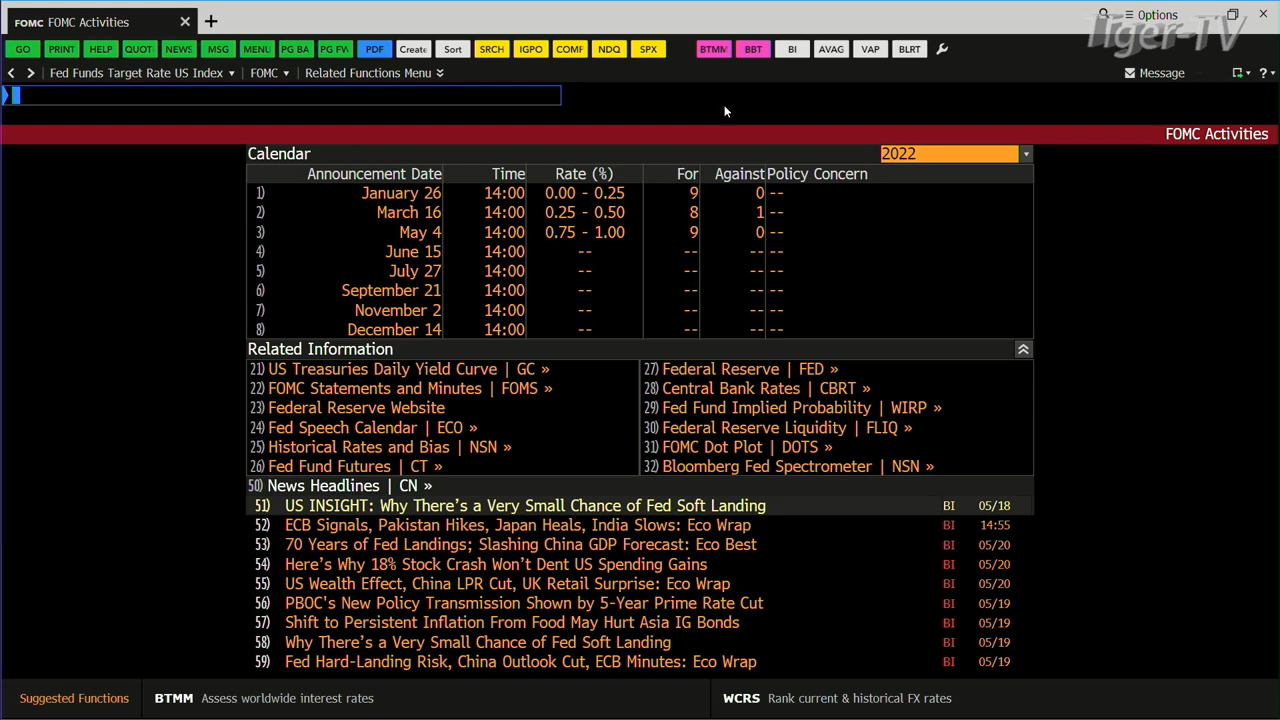 FOMC FOMC Activities
Options
Tiger-TV
GO PRINT HELP QUOT NEWS MSG MENU PG BA PG FW PDF Create Sort SRCH IGPO COMF NDQ SPX BTMN BBT BI AVAG VAP BLRT
Fed Funds Target Rate US Index FOMC Related Functions Menu Message ?
FOMC Activities
Calendar 2022
Announcement Date Time Rate (%) For Against Policy Concern
1) January 26 14:00 0.00 - 0.25 9 0 --
2) March 16 14:00 0.25 - 0.50 8 1 --
3) May 4 14:00 0.75 - 1.00 9 0 --
4) June 15 14:00 -- -- -- --
5) July 27 14:00 -- -- -- --
6) September 21 14:00 -- -- -- --
7) November 2 14:00 -- -- -- --
8) December 14 14:00 -- -- -- --
Related Information
21) US Treasuries Daily Yield Curve | GC »
22) FOMC Statements and Minutes | FOMS »
23) Federal Reserve Website
24) Fed Speech Calendar | ECO »
25) Historical Rates and Bias | NSN »
26) Fed Fund Futures | CT »
27) Federal Reserve | FED »
28) Central Bank Rates | CBRT »
29) Fed Fund Implied Probability | WIRP »
30) Federal Reserve Liquidity | FLIQ »
31) FOMC Dot Plot | DOTS »
32) Bloomberg Fed Spectrometer | NSN »
50) News Headlines | CN »
51) US INSIGHT: Why There's a Very Small Chance of Fed Soft Landing BI 05/18
52) ECB Signals, Pakistan Hikes, Japan Heals, India Slows: Eco Wrap BI 14:55
53) 70 Years of Fed Landings; Slashing China GDP Forecast: Eco Best BI 05/20
54) Here's Why 18% Stock Crash Won't Dent US Spending Gains BI 05/20
55) US Wealth Effect, China LPR Cut, UK Retail Surprise: Eco Wrap BI 05/20
56) PBOC's New Policy Transmission Shown by 5-Year Prime Rate Cut BI 05/19
57) Shift to Persistent Inflation From Food May Hurt Asia IG Bonds BI 05/19
58) Why There's a Very Small Chance of Fed Soft Landing BI 05/19
59) Fed Hard-Landing Risk, China Outlook Cut, ECB Minutes: Eco Wrap BI 05/19
Suggested Functions BTMM Assess worldwide interest rates WCRS Rank current & historical FX rates